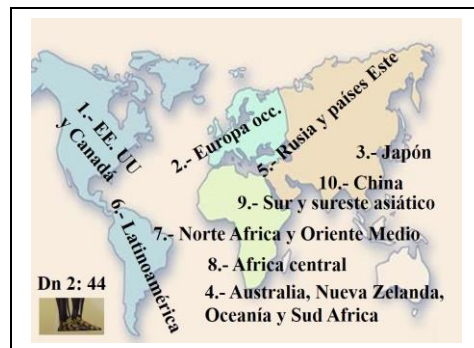 1.- EE. UU
y Canadá
2.- Europa occ.
5.- Rusia y países Este
3.- Japón
10.- China
9.- Sur y sureste asiático
6.- Latinoamérica
7.- Norte Africa y Oriente Medio
8.- Africa central
Dn 2: 44
4.- Australia, Nueva Zelanda,
Oceanía y Sud Africa